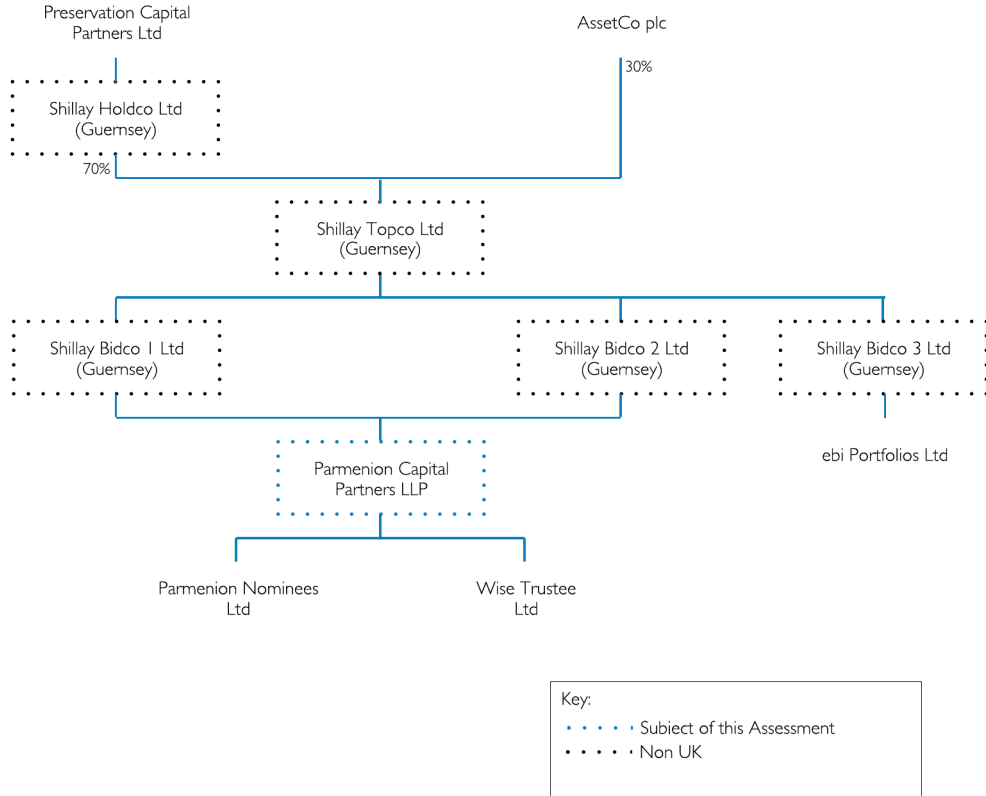 Preservation Capital
Partners Ltd
AssetCo plc
30%
Shillay Holdco Ltd
(Guernsey)
70%
Shillay Topco Ltd
(Guernsey)
Shillay Bidco 1 Ltd
(Guernsey)
Shillay Bidco 2 Ltd
(Guernsey)
Shillay Bidco 3 Ltd
(Guernsey)
ebi Portfolios Ltd
Parmenion Capital
Partners LLP
Parmenion Nominees
Ltd
Wise Trustee
Ltd
Key:
Subject of this Assessment
Non UK